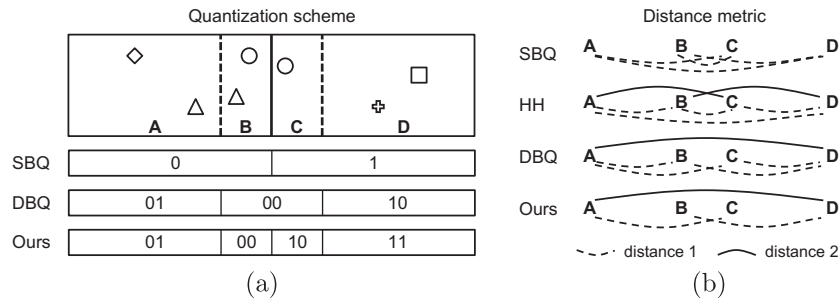 Quantization scheme
A B C D
SBQ 0 1
DBQ 01 00 10
Ours 01 00 10 11
(a)
Distance metric
SBQ A B C D
HH A B C D
DBQ A B C D
Ours A B C D
distance 1 distance 2
(b)